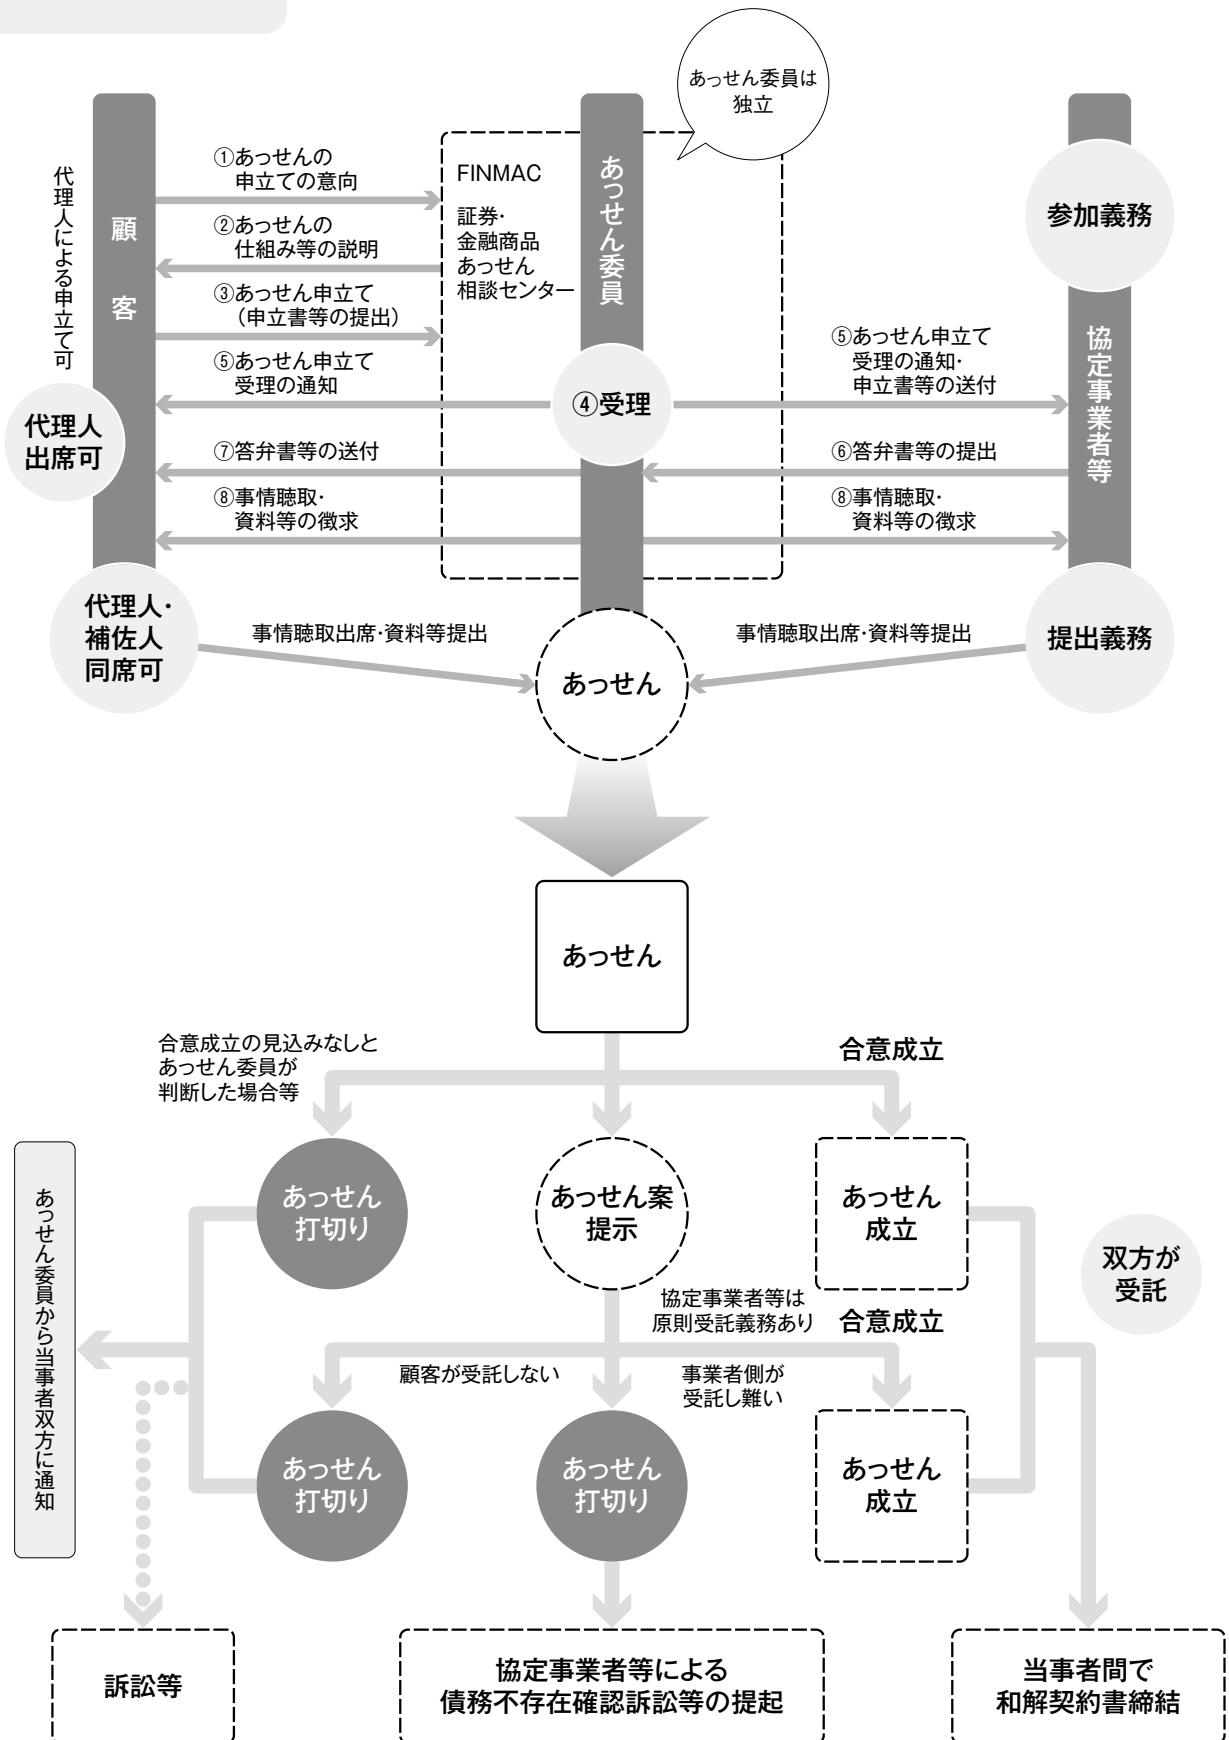 あっせん委員は
独立
代理人による申立て可
顧客
①あっせんの
申立ての意向
②あっせんの
仕組み等の説明
③あっせん申立て
（申立書等の提出）
⑤あっせん申立て
受理の通知
⑦答弁書等の送付
⑧事情聴取・
資料等の徴求
FINMAC
証券・
金融商品
あっせん
相談センター
あっせん委員
④受理
⑤あっせん申立て
受理の通知・
申立書等の送付
⑥答弁書等の提出
⑧事情聴取・
資料等の徴求
参加義務
協定事業者等
代理人
出席可
代理人・
補佐人
同席可
事情聴取出席・資料等提出
あっせん
事情聴取出席・資料等提出
提出義務
あっせん
合意成立の見込みなしと
あっせん委員が
判断した場合等
合意成立
あっせん
打切り
あっせん案
提示
あっせん
成立
双方が
受託
あっせん委員から当事者双方に通知
協定事業者等は
原則受託義務あり
合意成立
顧客が受託しない
事業者側が
受託し難い
あっせん
打切り
あっせん
打切り
あっせん
成立
訴訟等
協定事業者等による
債務不存在確認訴訟等の提起
当事者間で
和解契約書締結